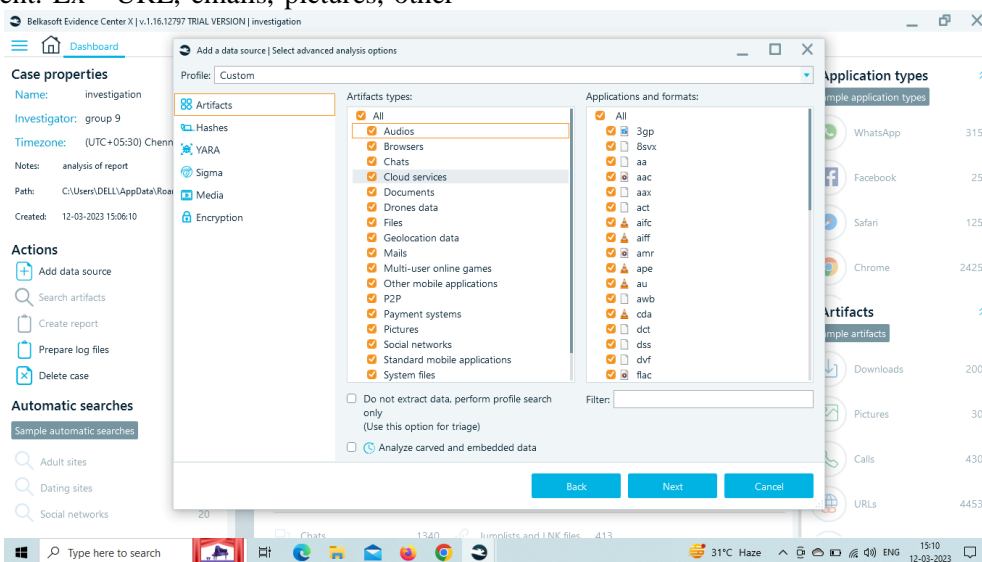 ent. Ex - URL, emails, pictures, other
Belkasoft Evidence Center X | v.1.16.12797 TRIAL VERSION | investigation
Dashboard
Case properties
Name: investigation
Investigator: group 9
Timezone: (UTC+05:30) Chenn
Notes: analysis of report
Path: C:\Users\DELL\AppData\Roa
Created: 12-03-2023 15:06:10
Actions
Add data source
Search artifacts
Create report
Prepare log files
Delete case
Automatic searches
Sample automatic searches
Adult sites
Dating sites
Social networks 20
Add a data source | Select advanced analysis options
Profile: Custom
Artifacts
Hashes
YARA
Sigma
Media
Encryption
Artifacts types:
All
Audios
Browsers
Chats
Cloud services
Documents
Drones data
Files
Geolocation data
Mails
Multi-user online games
Other mobile applications
P2P
Payment systems
Pictures
Social networks
Standard mobile applications
System files
Do not extract data, perform profile search
only
(Use this option for triage)
Analyze carved and embedded data
Applications and formats:
All
3gp
8svx
aa
aac
aax
act
aifc
aiff
amr
ape
au
awb
cda
dct
dss
dvf
flac
Filter:
Back Next Cancel
Application types
mple application types
WhatsApp 315
Facebook 25
Safari 125
Chrome 2425
Artifacts
mple artifacts
Downloads 200
Pictures 30
Calls 430
URLs 4453
Chats 1340 Jumplists and LNK files 413
Type here to search
31°C Haze
ENG
15:10
12-03-2023